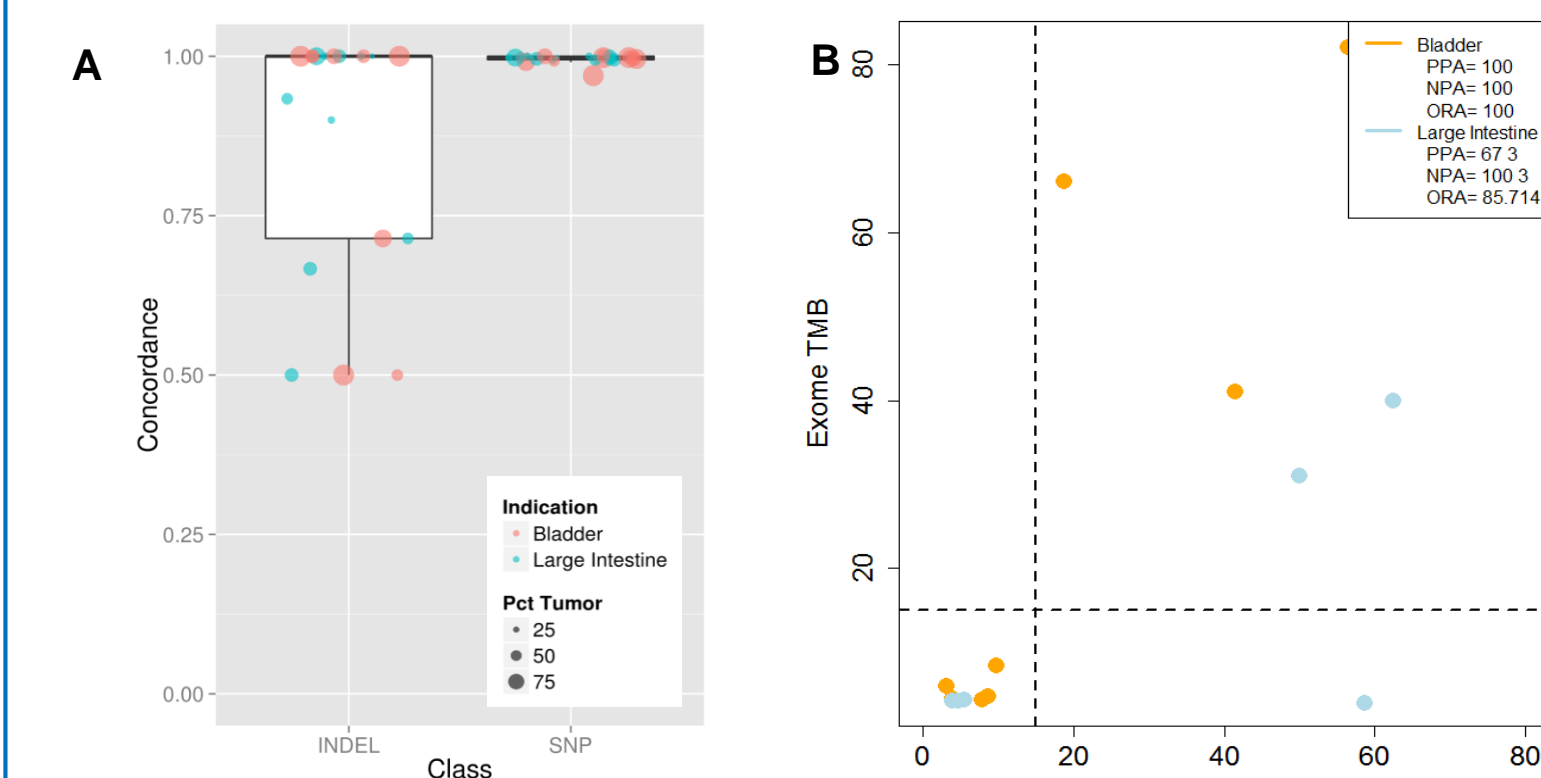 A
1.00
0.75
0.50
0.25
0.00
Concordance
INDEL
SNP
Class
Indication
Bladder
Large Intestine
Pct Tumor
25
50
75
B
80
60
40
20
Exome TMB
0
20
40
60
80
Bladder
PPA= 100
NPA= 100
ORA= 100
Large Intestine
PPA= 67 3
NPA= 100 3
ORA= 85.714